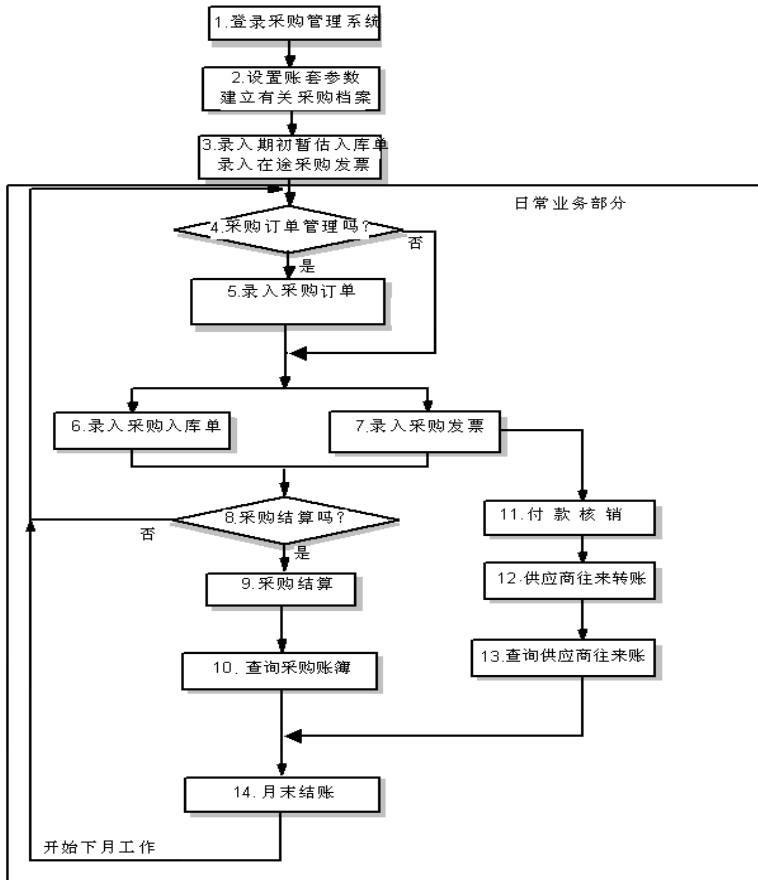 1.登录采购管理系统
2.设置账套参数
建立有关采购档案
3.录入期初暂估入库单
录入在途采购发票
日常业务部分
4.采购订单管理吗？
否
是
5.录入采购订单
6.录入采购入库单
7.录入采购发票
8.采购结算吗？
否
是
11.付款核销
9.采购结算
12.供应商往来转账
10.查询采购账簿
13.查询供应商往来账
14.月末结账
开始下月工作